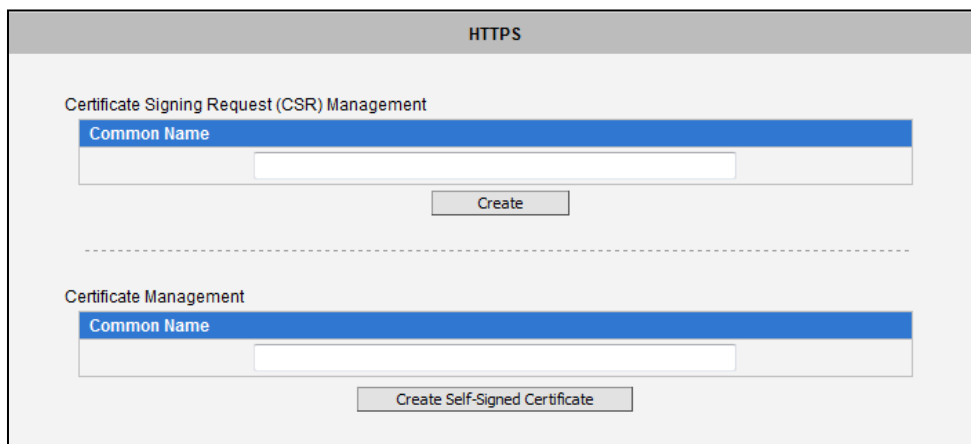 HTTPS
Certificate Signing Request (CSR) Management
Common Name
Create
Certificate Management
Common Name
Create Self-Signed Certificate